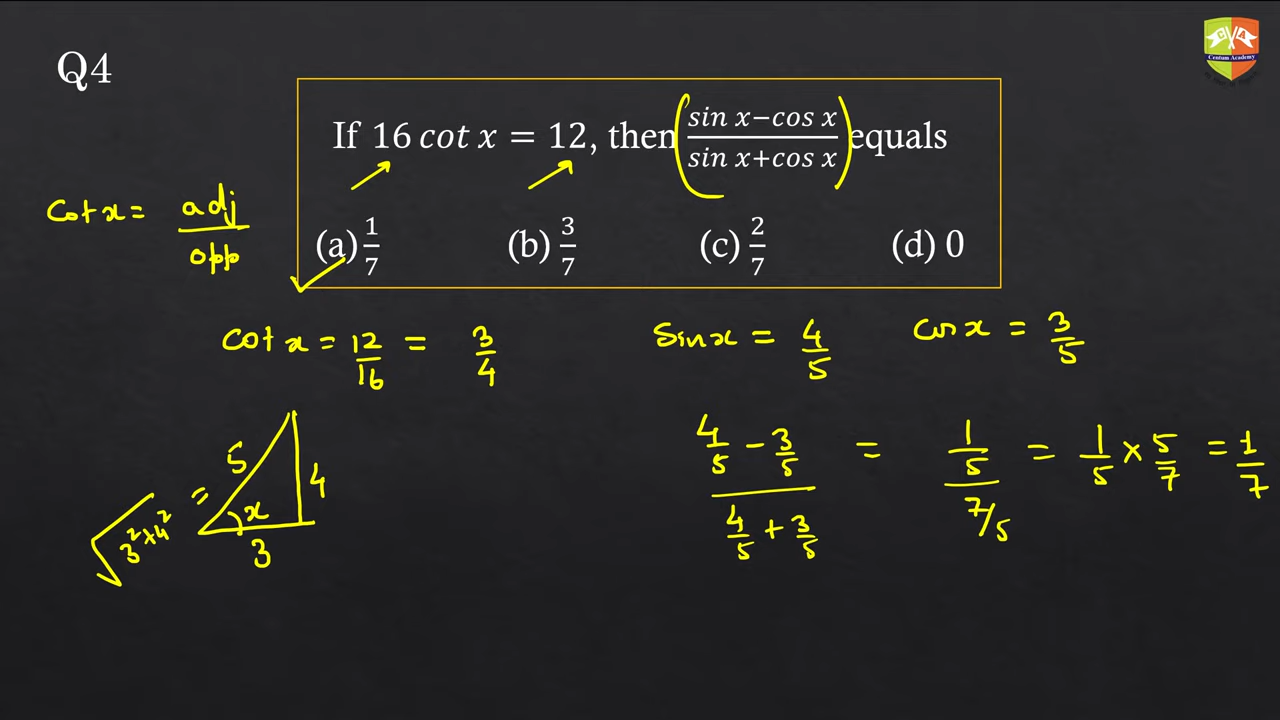 Q4
Centum Academy
If 16 cot x = 12, then (sin x−cos x / sin x+cos x) equals
(a) 1/7 (b) 3/7 (c) 2/7 (d) 0
Cot x = adj/opp
Cot x = 12/16 = 3/4
Sin x = 4/5 Cos x = 3/5
5 4 x 3
√3²×4² =
4/5 − 3/5 / 4/5 + 3/5 = 1/5 / 7/5 = 1/5 × 5/7 = 1/7